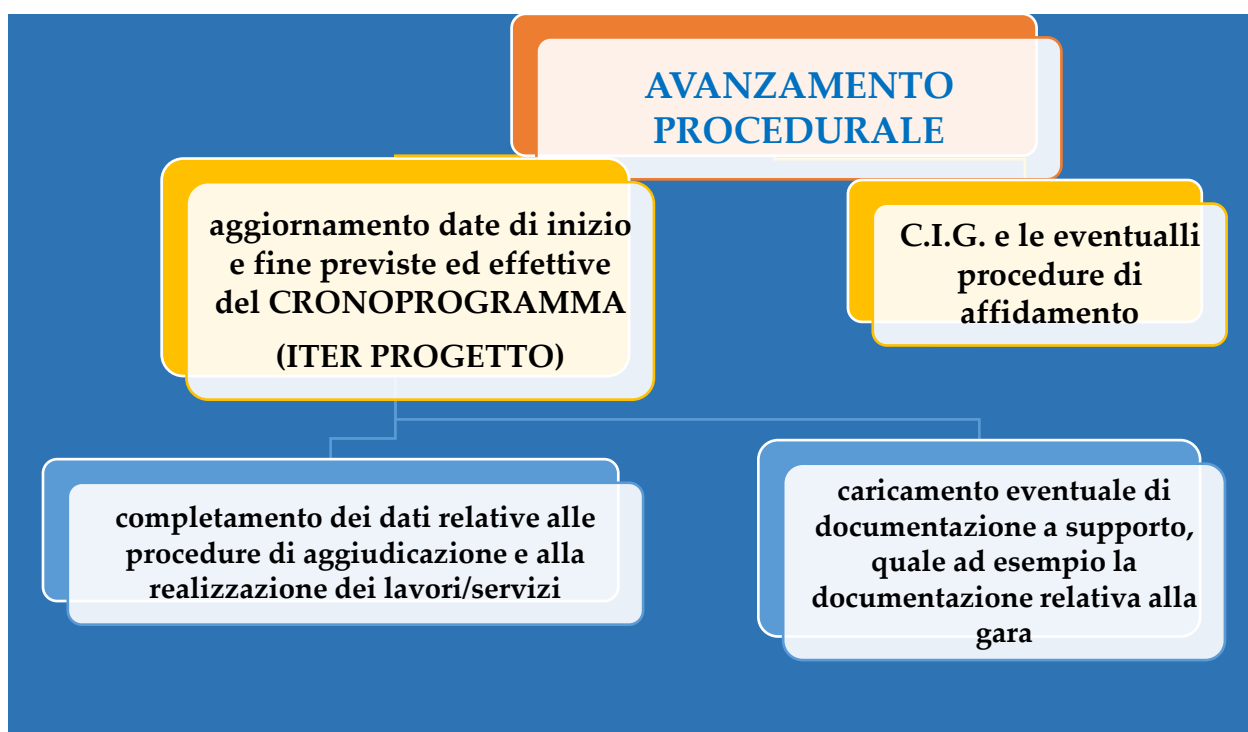 AVANZAMENTO
PROCEDURALE
aggiornamento date di inizio
e fine previste ed effettive
del CRONOPROGRAMMA
(ITER PROGETTO)
C.I.G. e le eventualli
procedure di
affidamento
completamento dei dati relative alle
procedure di aggiudicazione e alla
realizzazione dei lavori/servizi
caricamento eventuale di
documentazione a supporto,
quale ad esempio la
documentazione relativa alla
gara